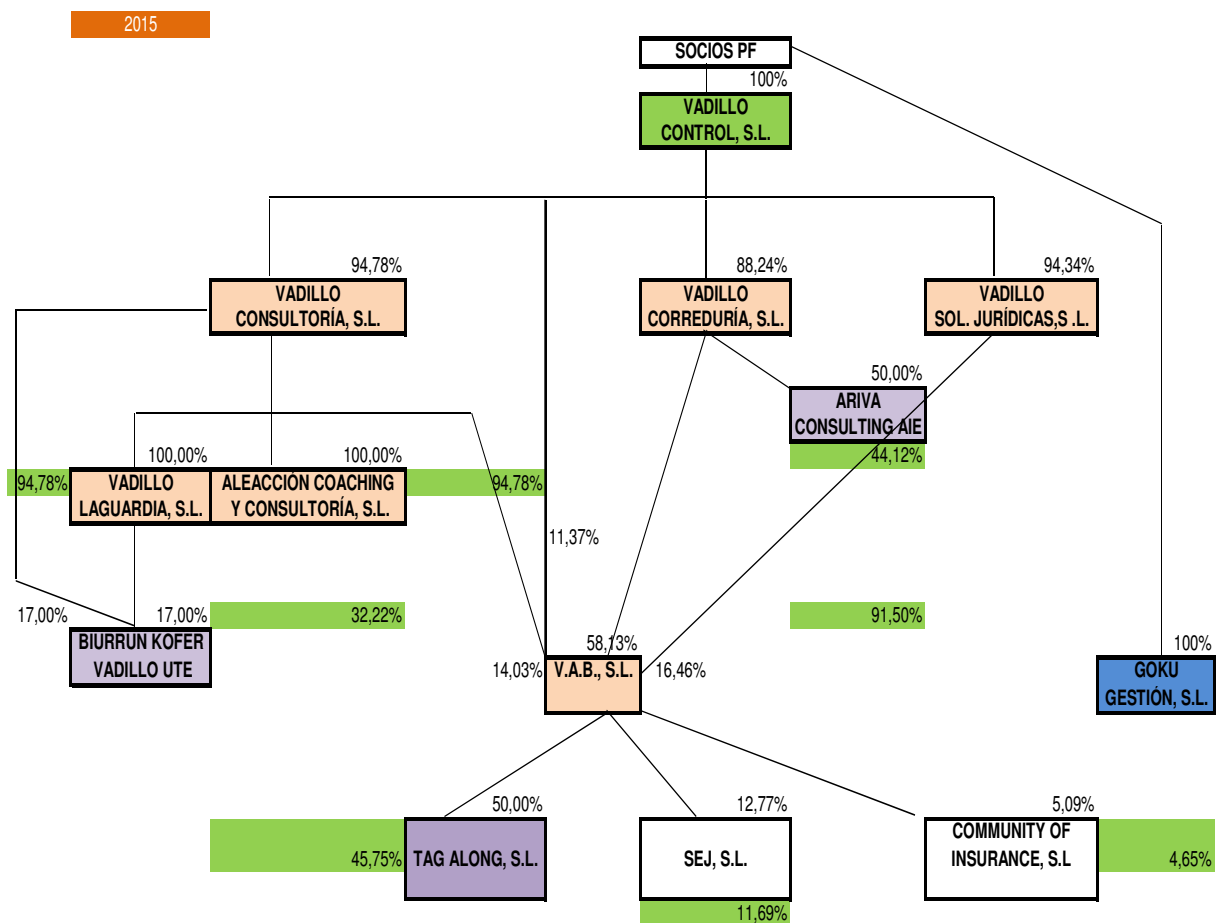 2015
SOCIOS PF
100%
VADILLO
CONTROL, S.L.
94,78%
88,24%
94,34%
VADILLO
CONSULTORÍA, S.L.
VADILLO
CORREDURÍA, S.L.
VADILLO
SOL. JURÍDICAS,S .L.
50,00%
ARIVA
CONSULTING AIE
44,12%
100,00%
100,00%
94,78%
VADILLO
LAGUARDIA, S.L.
ALEACCIÓN COACHING
Y CONSULTORÍA, S.L.
94,78%
11,37%
17,00%
17,00%
32,22%
91,50%
BIURRUN KOFER
VADILLO UTE
58,13%
14,03%
V.A.B., S.L.
16,46%
100%
GOKU
GESTIÓN, S.L.
50,00%
12,77%
5,09%
45,75%
TAG ALONG, S.L.
SEJ, S.L.
COMMUNITY OF
INSURANCE, S.L
4,65%
11,69%